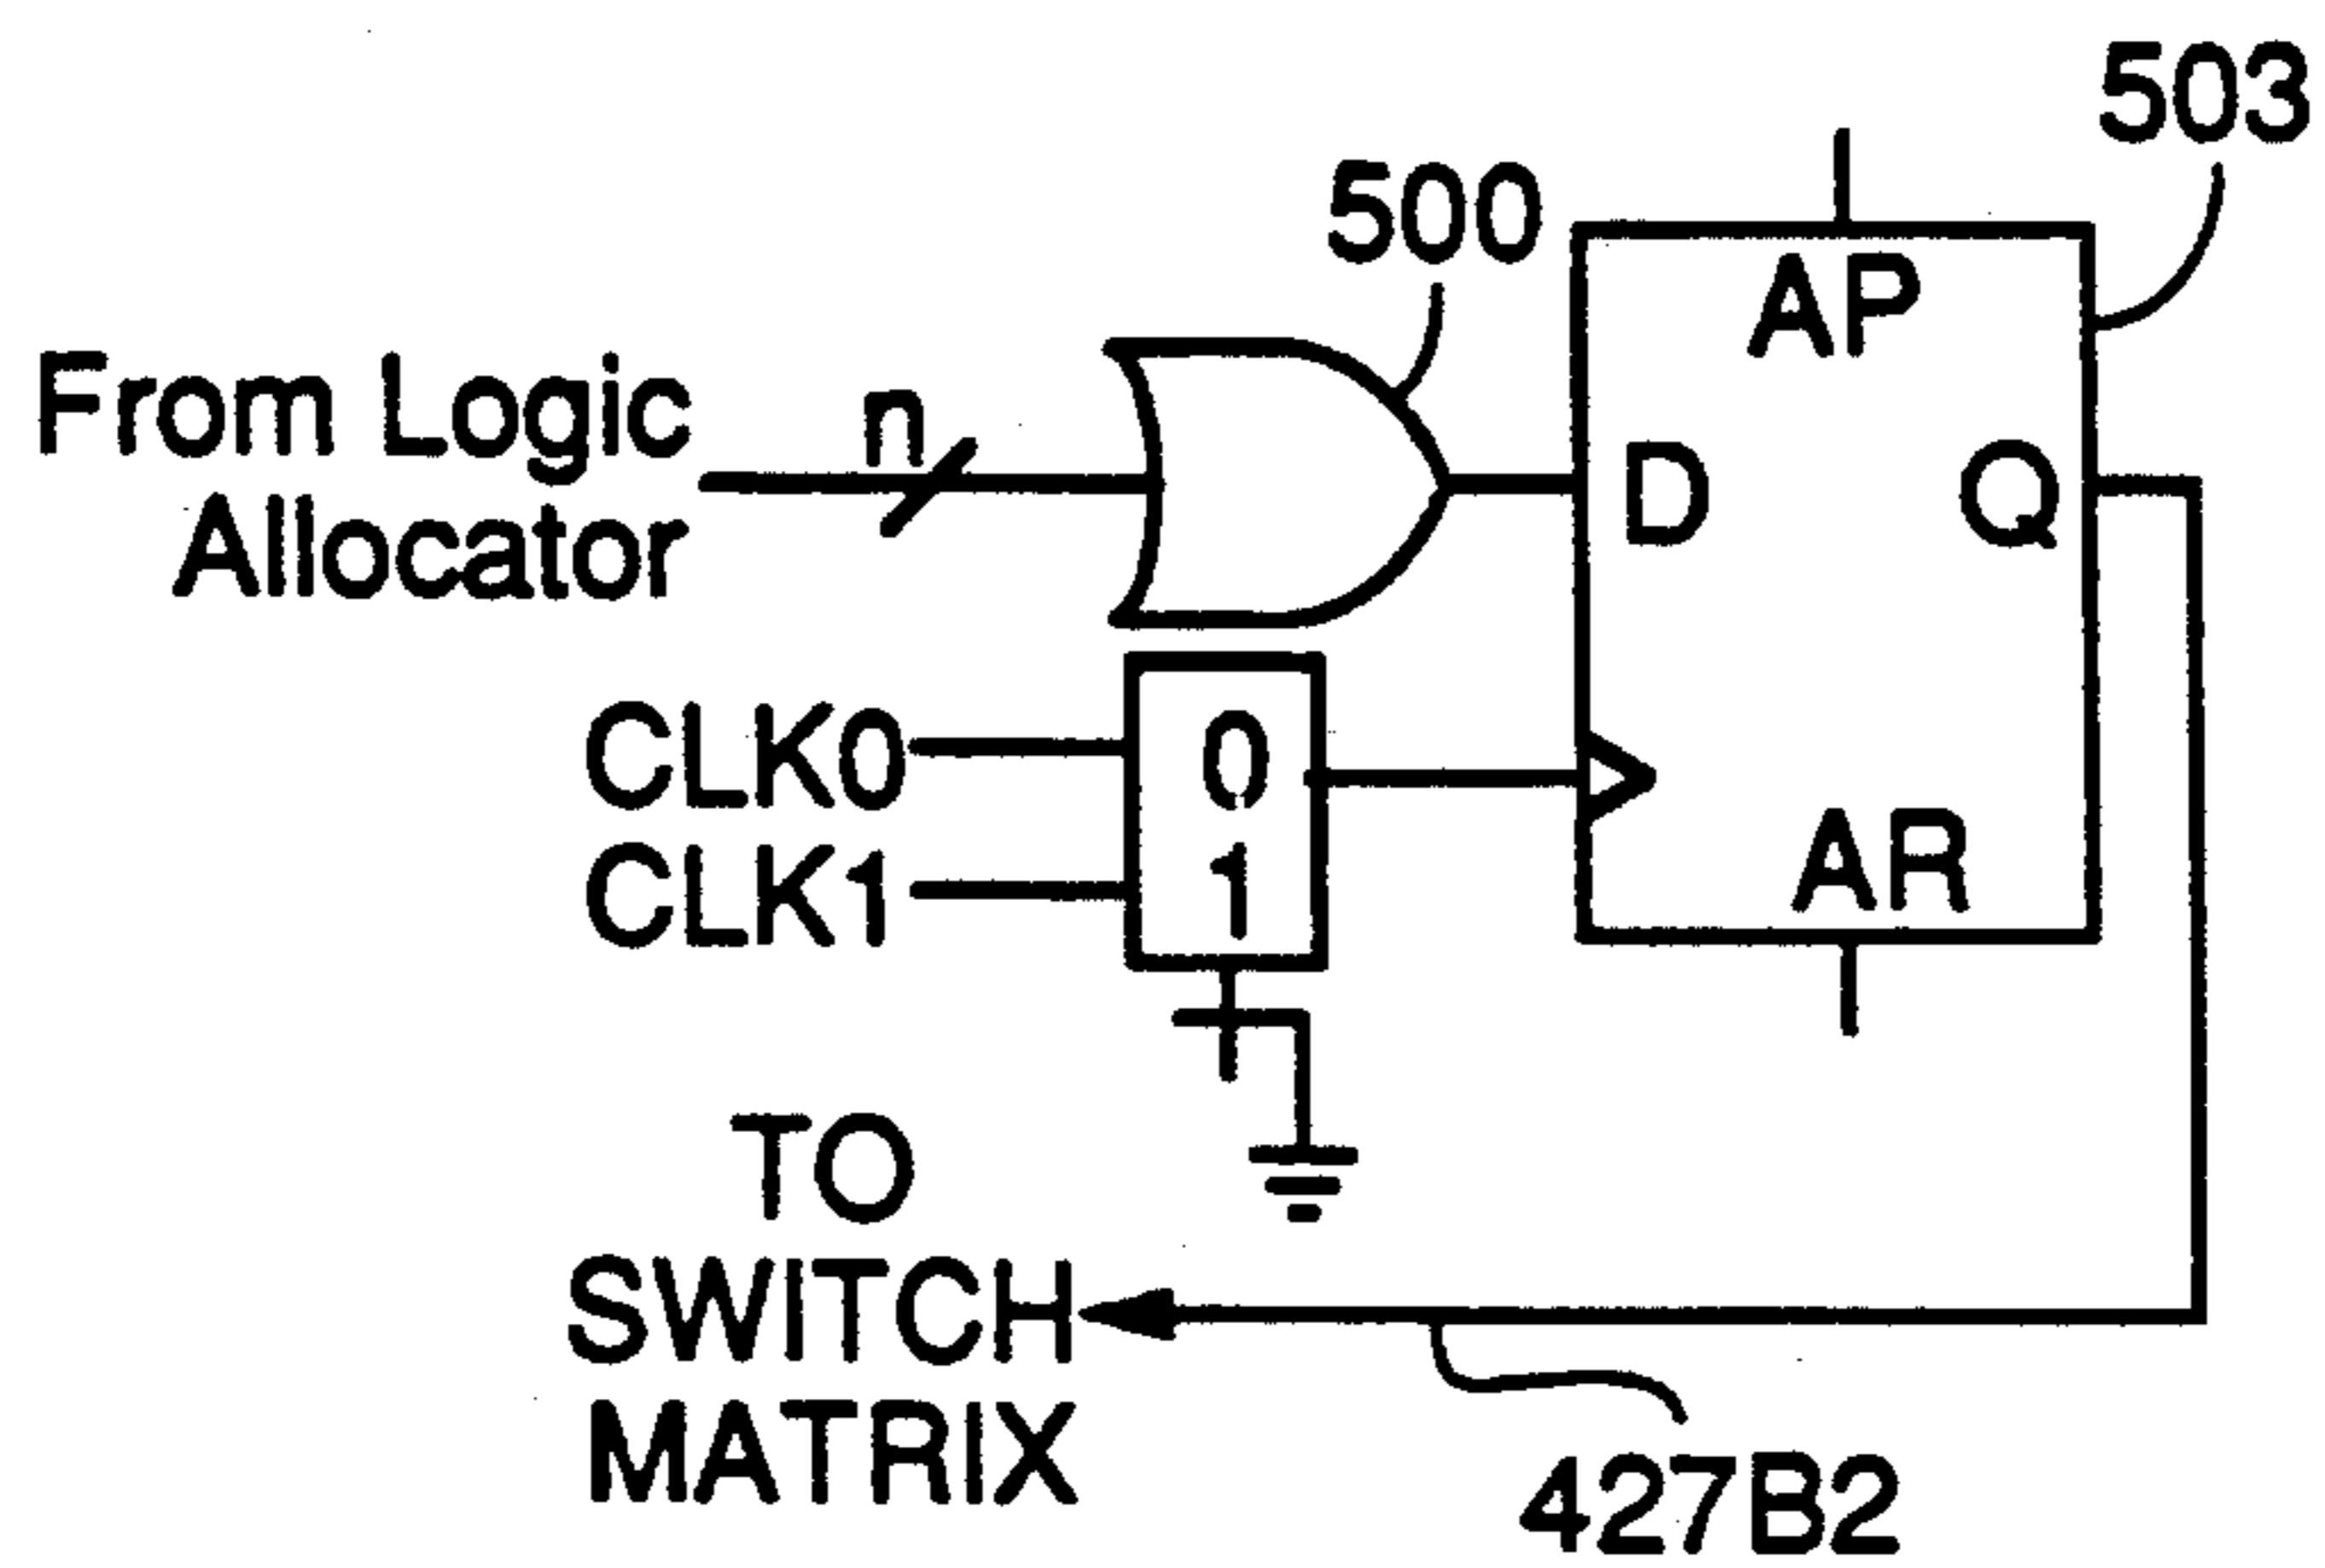 503
500
AP
From Logic
Allocator
n
D
Q
CLK0
0
CLK1
1
AR
TO
SWITCH
MATRIX
427B2